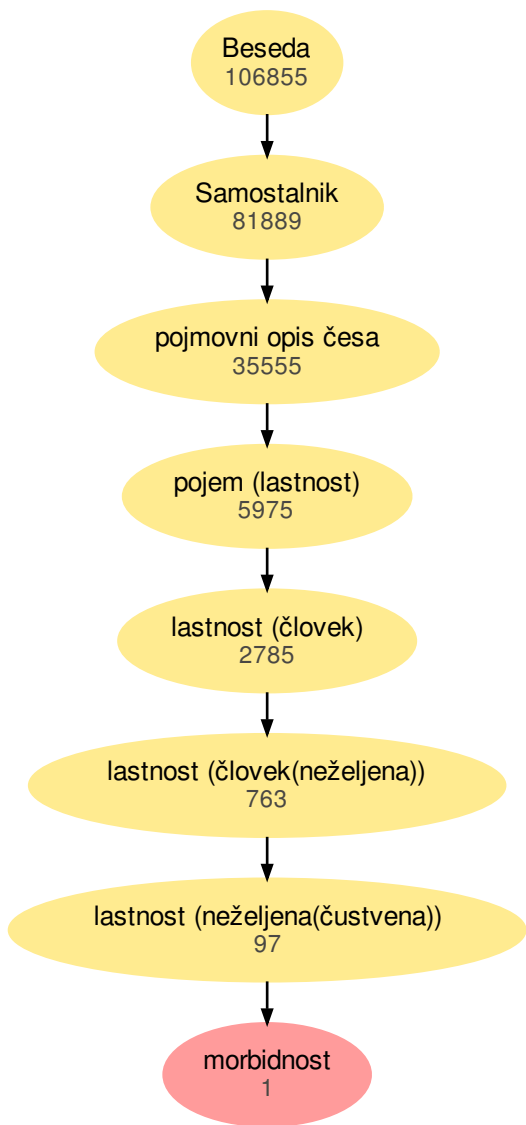 Beseda
106855
Samostalnik
81889
pojmovni opis česa
35555
pojem (lastnost)
5975
lastnost (človek)
2785
lastnost (človek(neželjena))
763
lastnost (neželjena(čustvena))
97
morbidnost
1